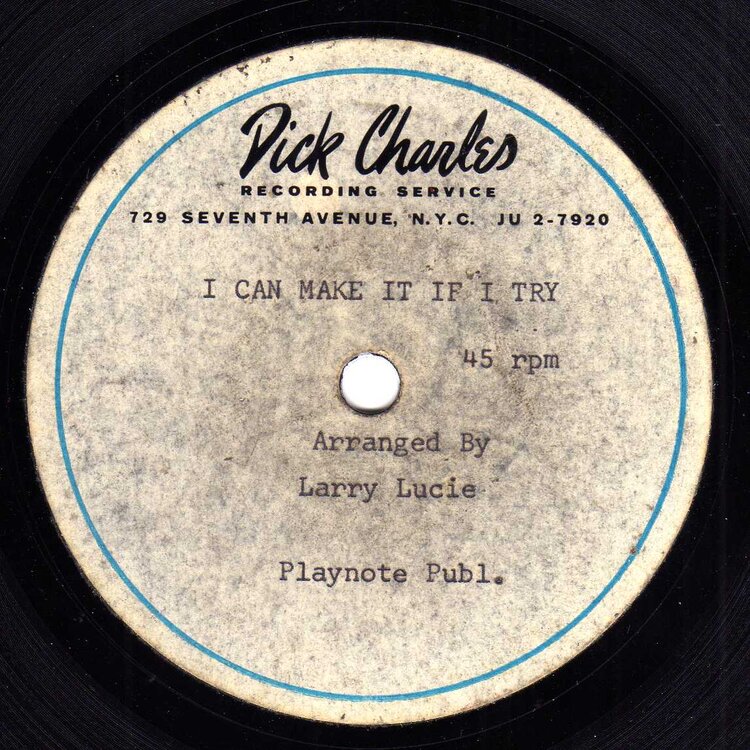 Dick Charles
RECORDING SERVICE
729 SEVENTH AVENUE, N.Y.C. JU 2-7920
I CAN MAKE IT IF I TRY
45 rpm
Arranged By
Larry Lucie
Playnote Publ.